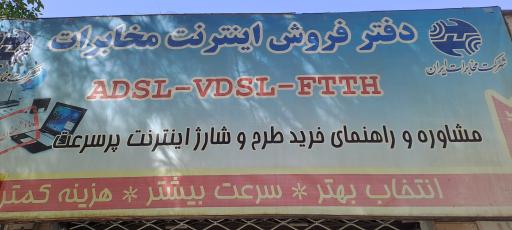 دفتر فروش اینترنت مخابرات
شرکت مخابرات ایران
ADSL-VDSL-FTTH
مشاوره و راهنمای خرید طرح و شارژ اینترنت پرسرعت
انتخاب بهتر * سرعت بیشتر * هزینه کمتر